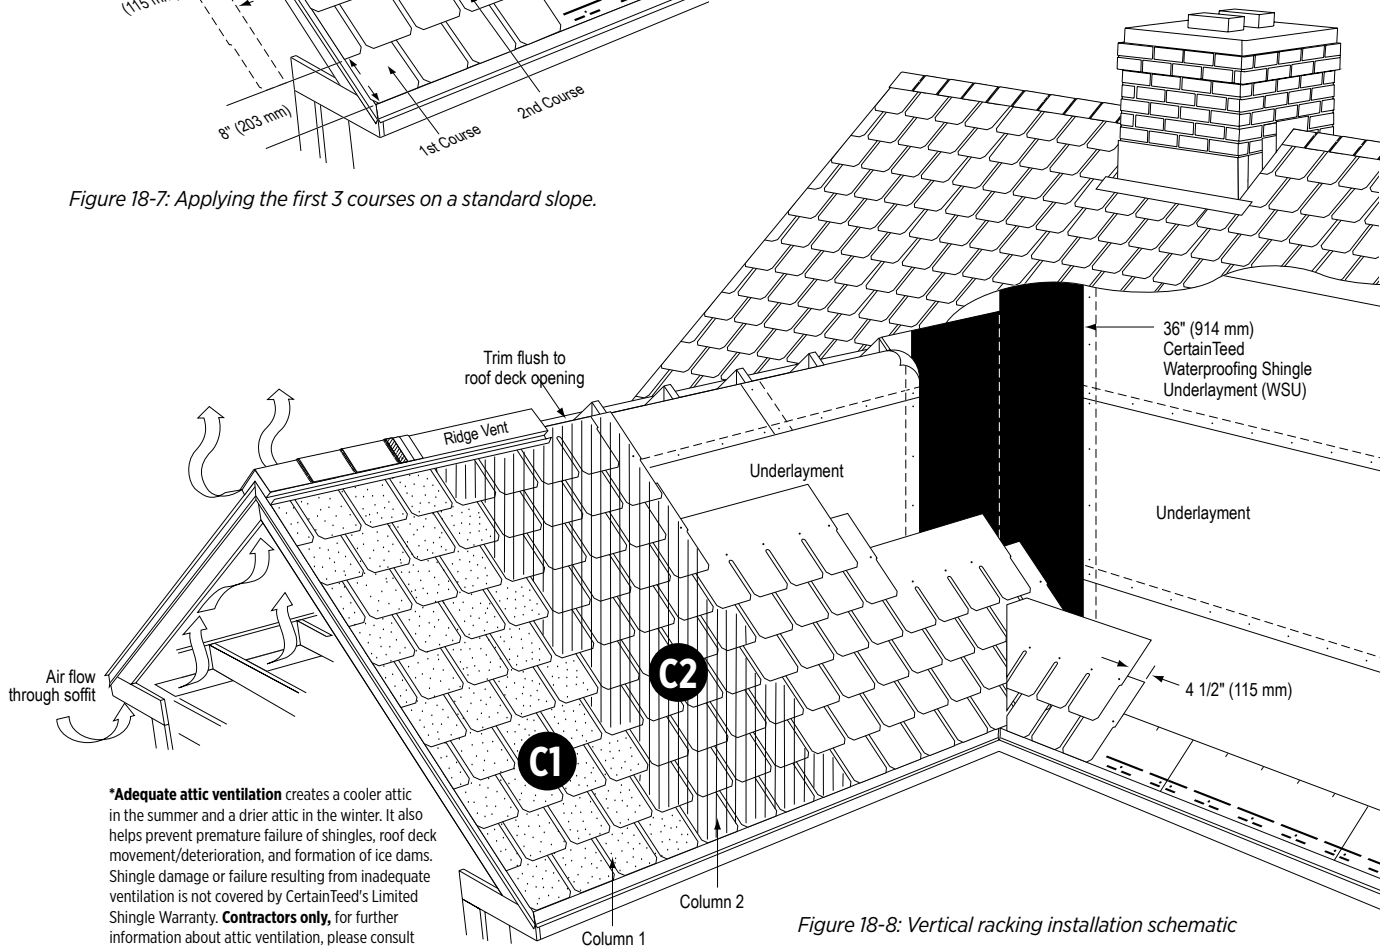 (115 mm)
8" (203 mm)
1st Course
2nd Course
Figure 18-7: Applying the first 3 courses on a standard slope.
36" (914 mm)
CertainTeed
Waterproofing Shingle
Underlayment (WSU)
Trim flush to
roof deck opening
Ridge Vent
Underlayment
Underlayment
Air flow
through soffit
C2
4 1/2" (115 mm)
C1
*Adequate attic ventilation creates a cooler attic
in the summer and a drier attic in the winter. It also
helps prevent premature failure of shingles, roof deck
movement/deterioration, and formation of ice dams.
Shingle damage or failure resulting from inadequate
ventilation is not covered by CertainTeed's Limited
Shingle Warranty. Contractors only, for further
information about attic ventilation, please consult
Column 2
Column 1
Figure 18-8: Vertical racking installation schematic